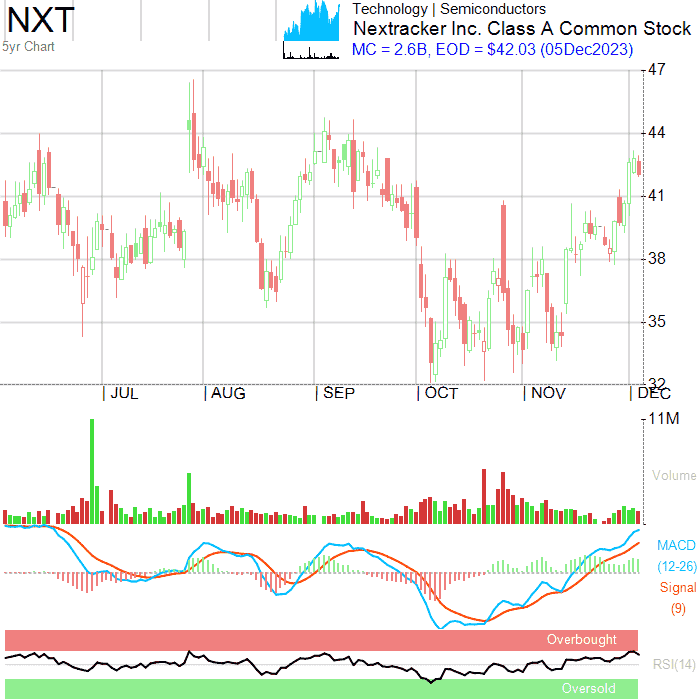 NXT
5yr Chart
Technology | Semiconductors
Nextracker Inc. Class A Common Stock
MC = 2.6B, EOD = $42.03 (05Dec2023)
47
44
41
38
35
32
JUL AUG SEP OCT NOV DEC
11M
Volume
MACD
(12-26)
Signal
(9)
Overbought
RSI(14)
Oversold